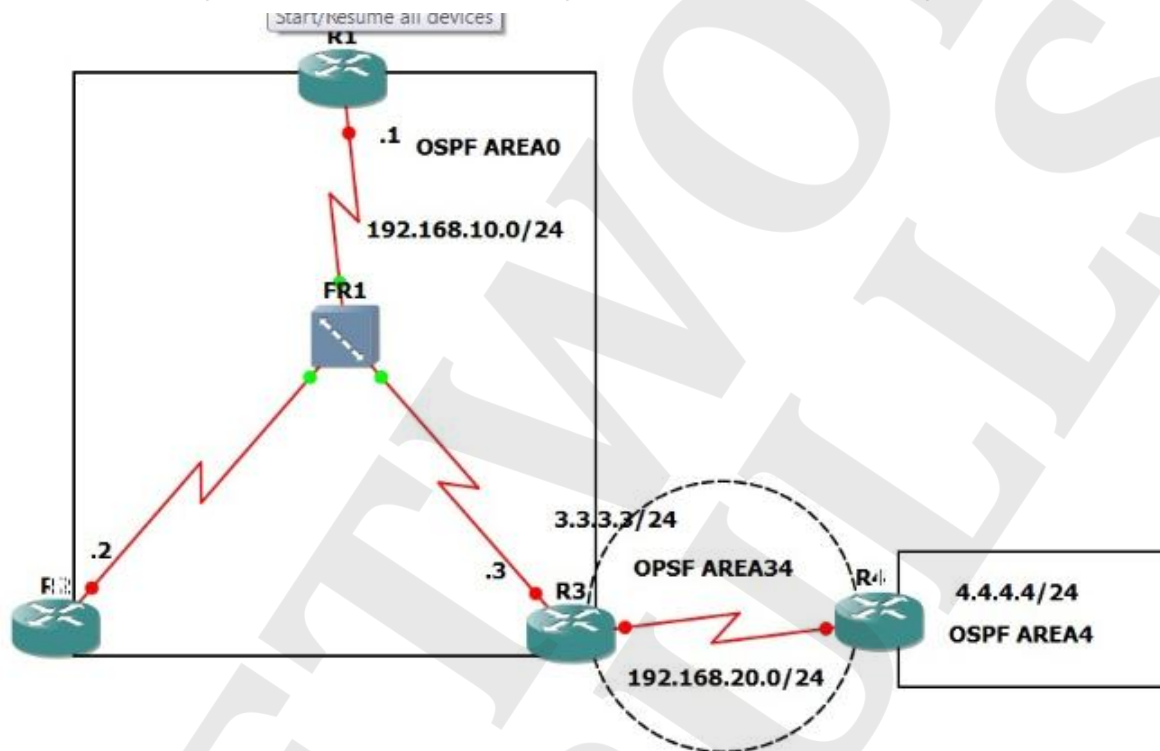 Start/Resume all devices
R1
.1
OSPF AREA0
192.168.10.0/24
FR1
.2
3.3.3.3/24
.3
R3
OPSF AREA34
R4
4.4.4.4/24
OSPF AREA4
192.168.20.0/24